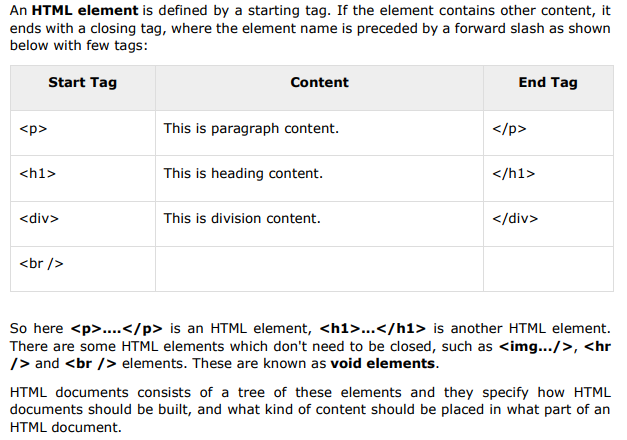 An HTML element is defined by a starting tag. If the element contains other content, it
ends with a closing tag, where the element name is preceded by a forward slash as shown
below with few tags:
Start Tag Content End Tag
<p> This is paragraph content. </p>
<h1> This is heading content. </h1>
<div> This is division content. </div>
<br />
So here <p>....</p> is an HTML element, <h1>...</h1> is another HTML element.
There are some HTML elements which don't need to be closed, such as <img.../>, <hr
/> and <br /> elements. These are known as void elements.
HTML documents consists of a tree of these elements and they specify how HTML
documents should be built, and what kind of content should be placed in what part of an
HTML document.